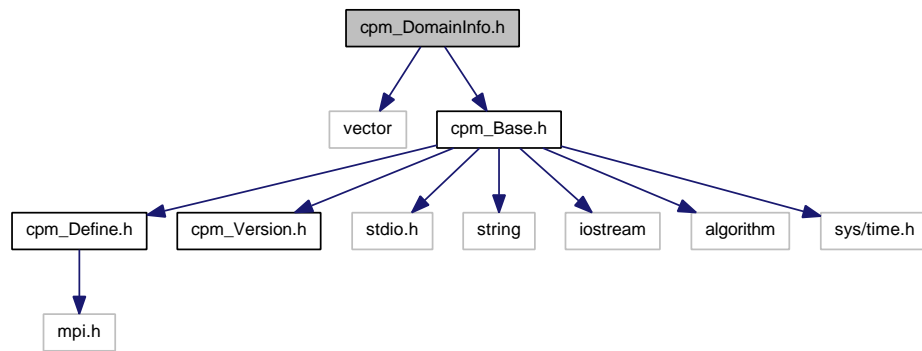 cpm_DomainInfo.h
vector
cpm_Base.h
cpm_Define.h
cpm_Version.h
stdio.h
string
iostream
algorithm
sys/time.h
mpi.h